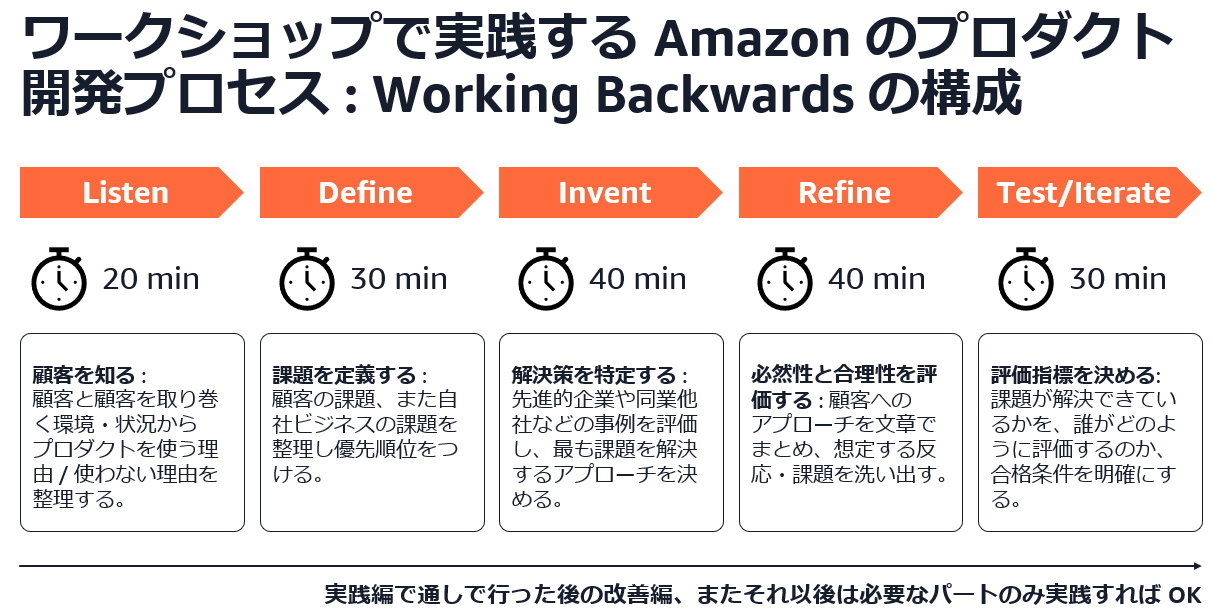 ワークショップで実践する Amazon のプロダクト
開発プロセス : Working Backwards の構成
Listen
Define
Invent
Refine
Test/Iterate
20 min
30 min
40 min
40 min
30 min
顧客を知る :
顧客と顧客を取り巻
く環境・状況から
プロダクトを使う理
由 / 使わない理由を
整理する。
課題を定義する :
顧客の課題、また自
社ビジネスの課題を
整理し優先順位をつ
ける。
解決策を特定する :
先進的企業や同業他
社などの事例を評価
し、最も課題を解決
するアプローチを決
める。
必然性と合理性を評
価する : 顧客への
アプローチを文章で
まとめ、想定する反
応・課題を洗い出す。
評価指標を決める:
課題が解決できてい
るかを、誰がどのよ
うに評価するのか、
合格条件を明確にす
る。
実践編で通しで行った後の改善編、またそれ以後は必要なパートのみ実践すれば OK